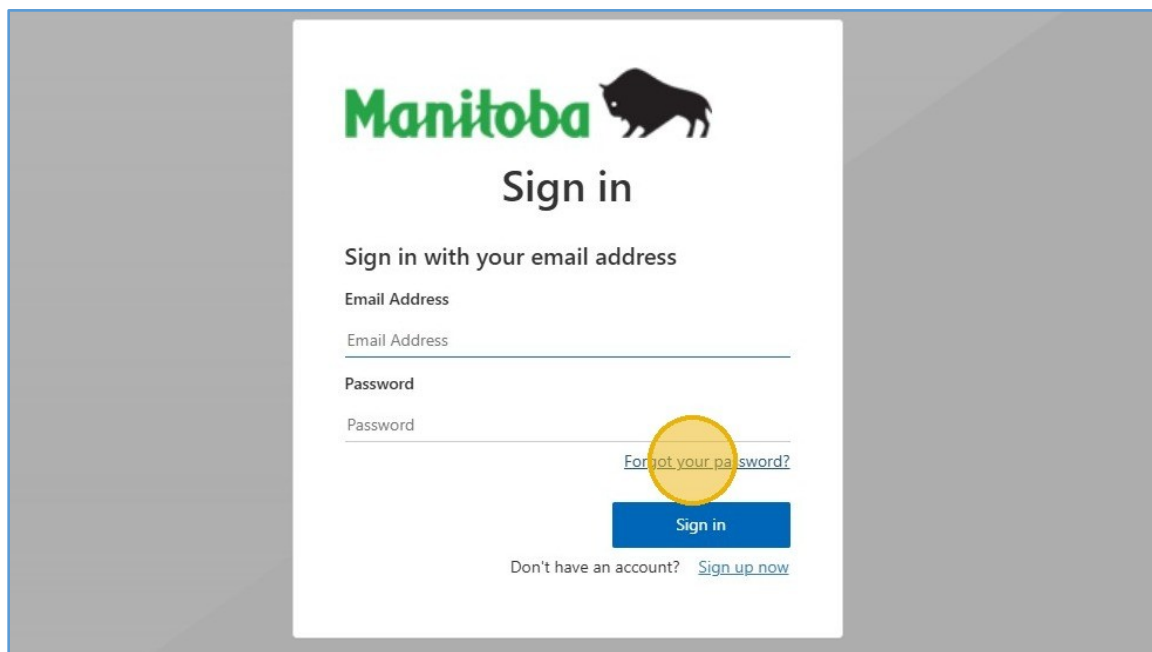 Manitoba
Sign in
Sign in with your email address
Email Address
Email Address
Password
Password
Forgot your password?
Sign in
Don't have an account? Sign up now